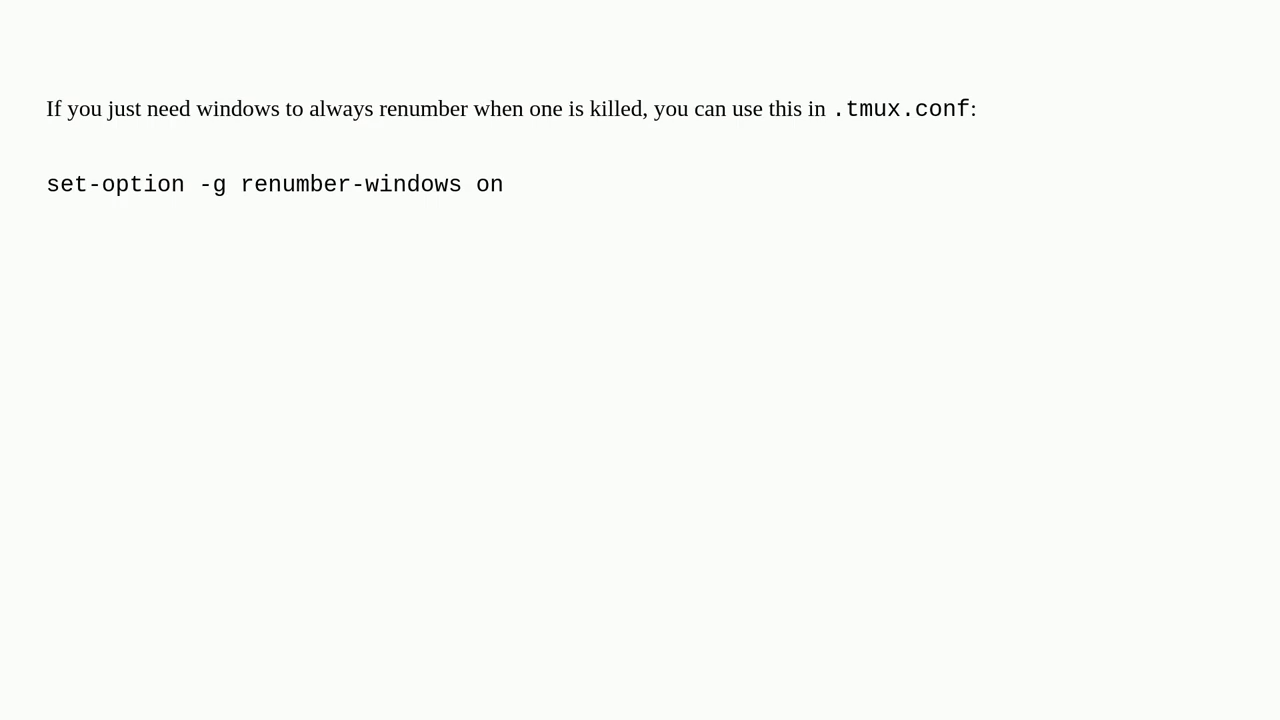 If you just need windows to always renumber when one is killed, you can use this in .tmux.conf:
set-option -g renumber-windows on